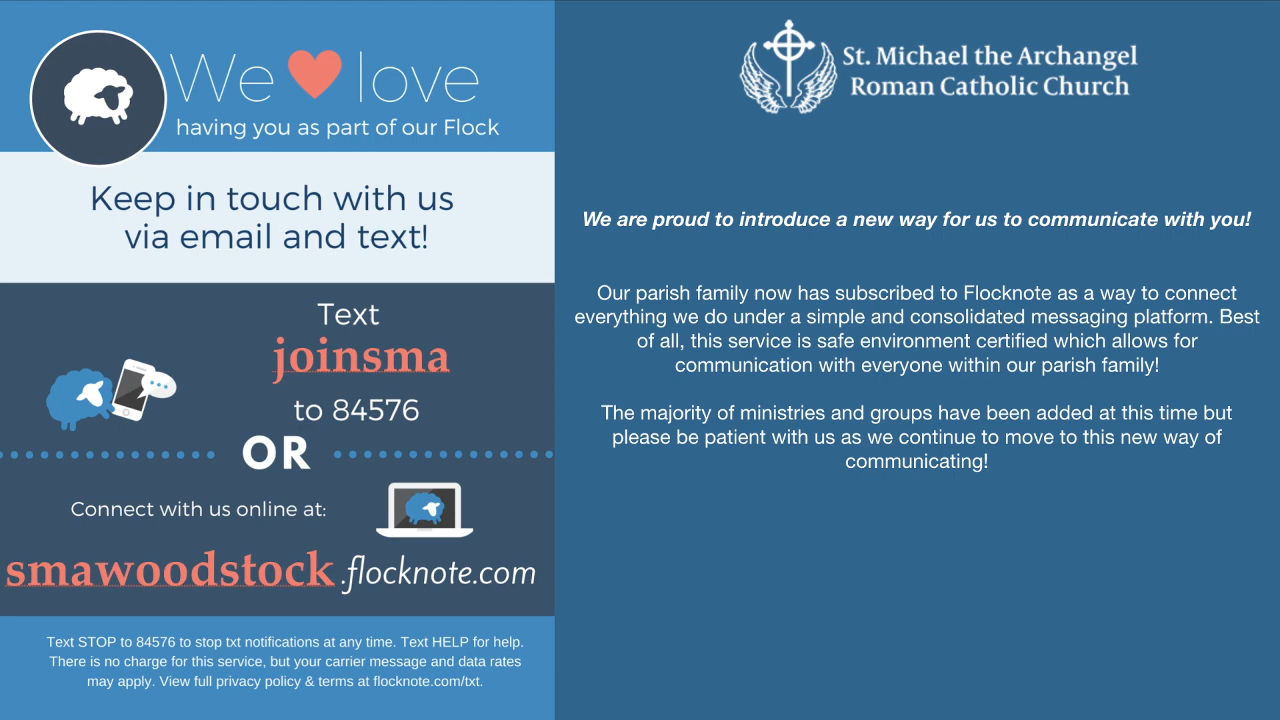 We love
having you as part of our Flock
Keep in touch with us
via email and text!
Text
joinsma
to 84576
OR
Connect with us online at:
smawoodstock.flocknote.com
Text STOP to 84576 to stop txt notifications at any time. Text HELP for help.
There is no charge for this service, but your carrier message and data rates
may apply. View full privacy policy & terms at flocknote.com/txt.
St. Michael the Archangel
Roman Catholic Church
We are proud to introduce a new way for us to communicate with you!
Our parish family now has subscribed to Flocknote as a way to connect
everything we do under a simple and consolidated messaging platform. Best
of all, this service is safe environment certified which allows for
communication with everyone within our parish family!
The majority of ministries and groups have been added at this time but
please be patient with us as we continue to move to this new way of
communicating!